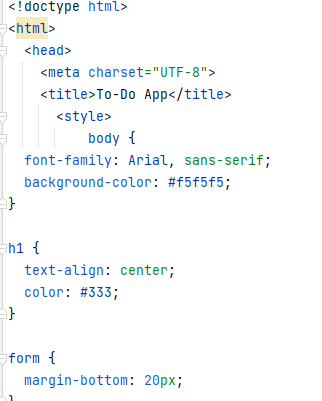 <!doctype html>
<html>
<head>
<meta charset="UTF-8">
<title>To-Do App</title>
<style>
body {
font-family: Arial, sans-serif;
background-color: #f5f5f5;
}
h1 {
text-align: center;
color: #333;
}
form {
margin-bottom: 20px;
}